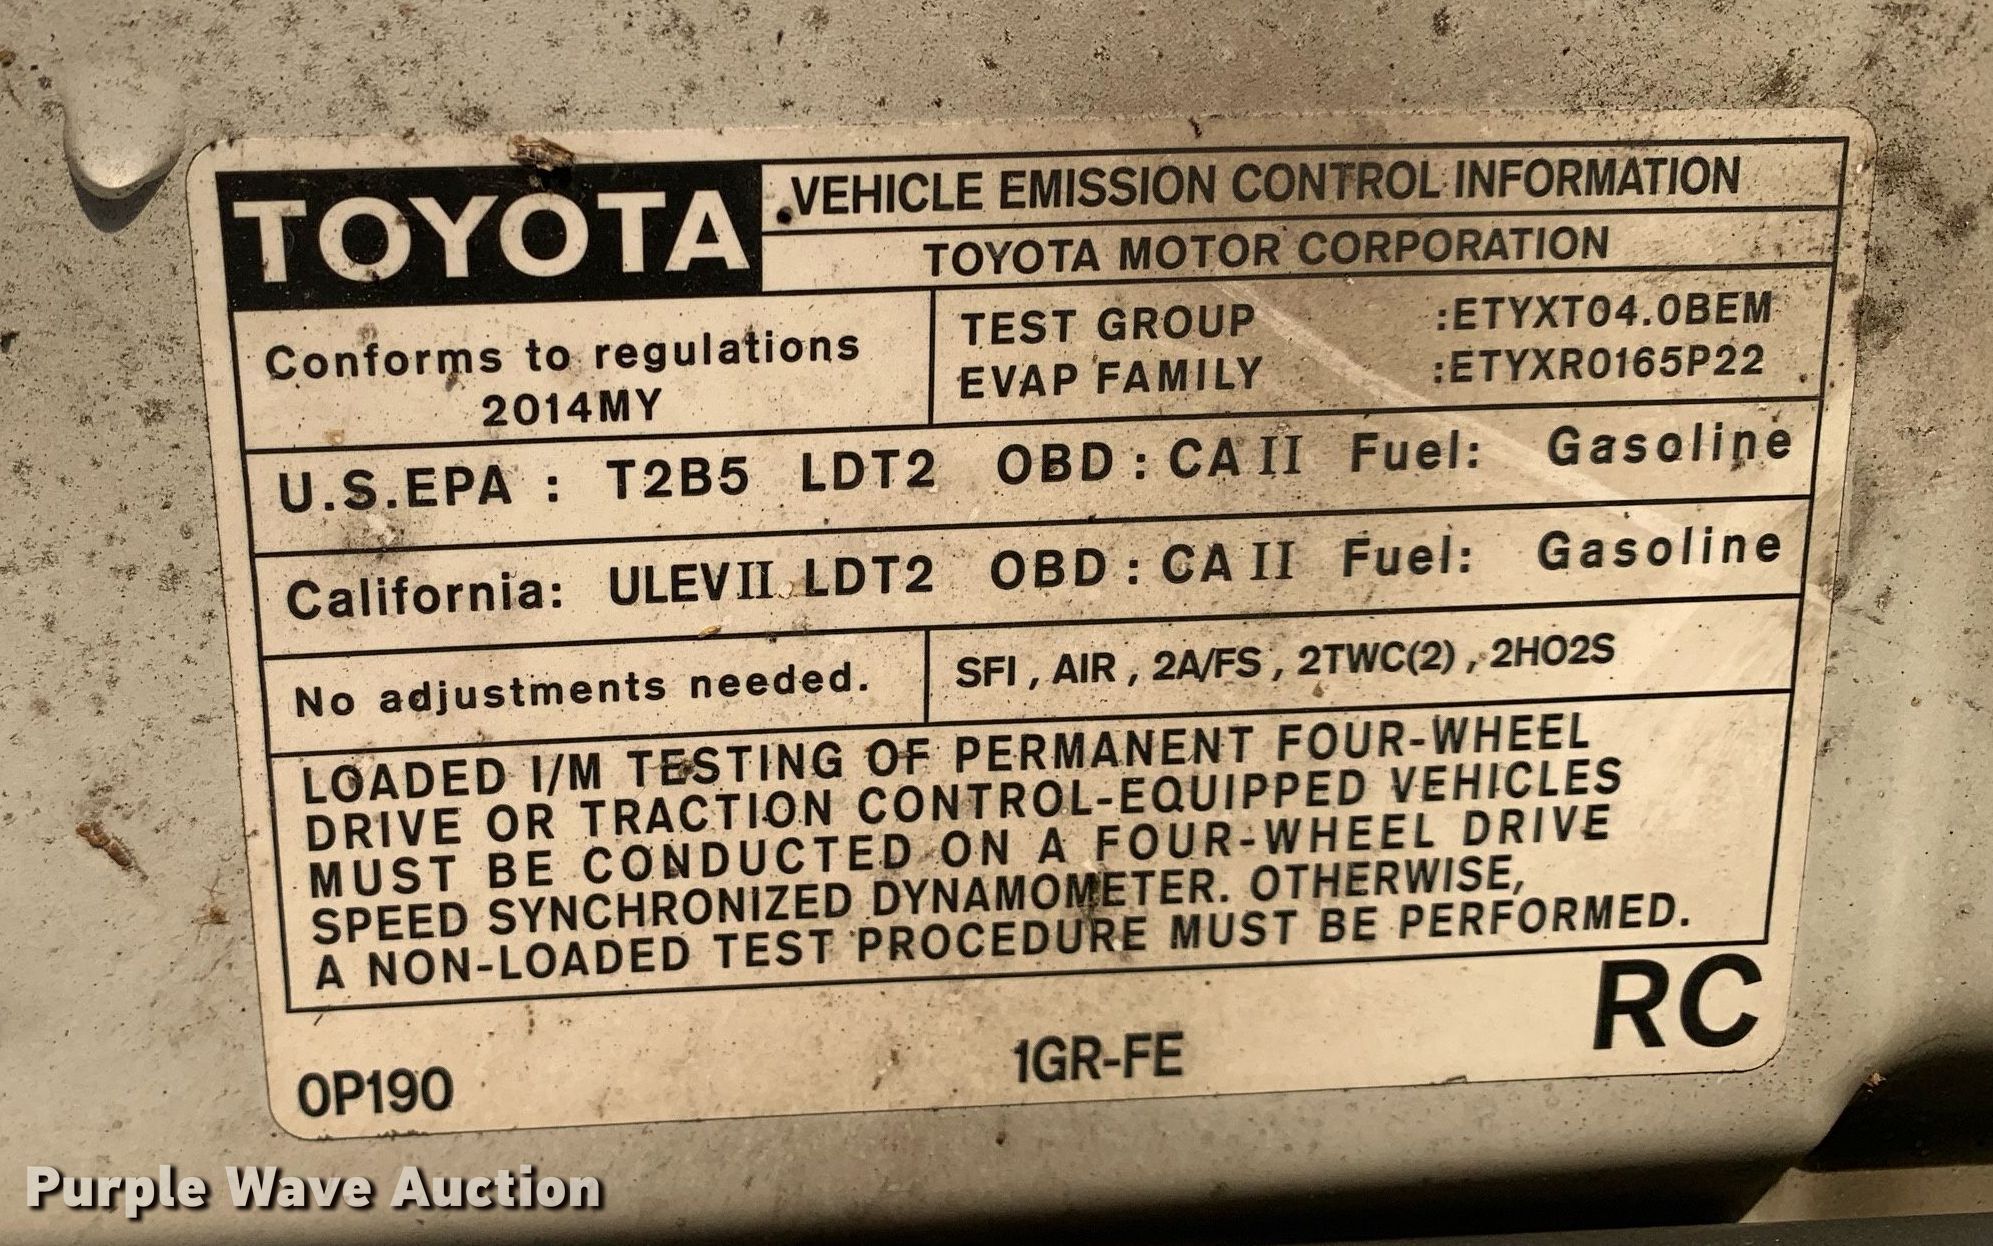 TOYOTA
VEHICLE EMISSION CONTROL INFORMATION
TOYOTA MOTOR CORPORATION
Conforms to regulations
2014MY
TEST GROUP :ETYXT04.0BEM
EVAP FAMILY :ETYXR0165P22
U.S.EPA : T2B5 LDT2 OBD : CA II Fuel: Gasoline
California: ULEV II LDT2 OBD : CA II Fuel: Gasoline
No adjustments needed.
SFI , AIR , 2A/FS , 2TWC(2) , 2HO2S
LOADED I/M TESTING OF PERMANENT FOUR-WHEEL
DRIVE OR TRACTION CONTROL-EQUIPPED VEHICLES
MUST BE CONDUCTED ON A FOUR-WHEEL DRIVE
SPEED SYNCHRONIZED DYNAMOMETER. OTHERWISE,
A NON-LOADED TEST PROCEDURE MUST BE PERFORMED.
0P190
1GR-FE
RC
Purple Wave Auction